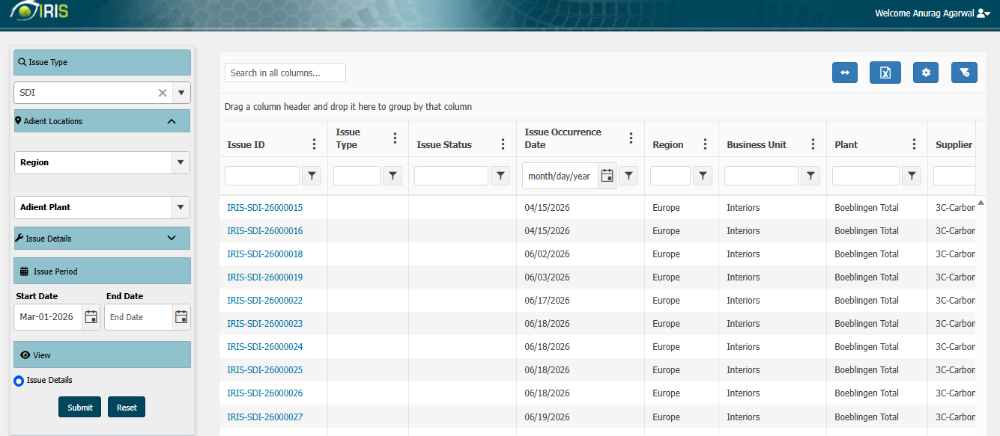 IRIS
Welcome Anurag Agarwal
Issue Type
SDI
Adient Locations
Region
Adient Plant
Issue Details
Issue Period
Start Date End Date
Mar-01-2026 End Date
View
Issue Details
Submit Reset
Search in all columns...
Drag a column header and drop it here to group by that column
Issue ID Issue Type Issue Status Issue Occurrence Date Region Business Unit Plant Supplier
month/day/year
IRIS-SDI-26000015 04/15/2026 Europe Interiors Boeblingen Total 3C-Carbon
IRIS-SDI-26000016 04/15/2026 Europe Interiors Boeblingen Total 3C-Carbon
IRIS-SDI-26000018 06/02/2026 Europe Interiors Boeblingen Total 3C-Carbon
IRIS-SDI-26000019 06/03/2026 Europe Interiors Boeblingen Total 3C-Carbon
IRIS-SDI-26000022 06/17/2026 Europe Interiors Boeblingen Total 3C-Carbon
IRIS-SDI-26000023 06/18/2026 Europe Interiors Boeblingen Total 3C-Carbon
IRIS-SDI-26000024 06/18/2026 Europe Interiors Boeblingen Total 3C-Carbon
IRIS-SDI-26000025 06/18/2026 Europe Interiors Boeblingen Total 3C-Carbon
IRIS-SDI-26000026 06/18/2026 Europe Interiors Boeblingen Total 3C-Carbon
IRIS-SDI-26000027 06/19/2026 Europe Interiors Boeblingen Total 3C-Carbon